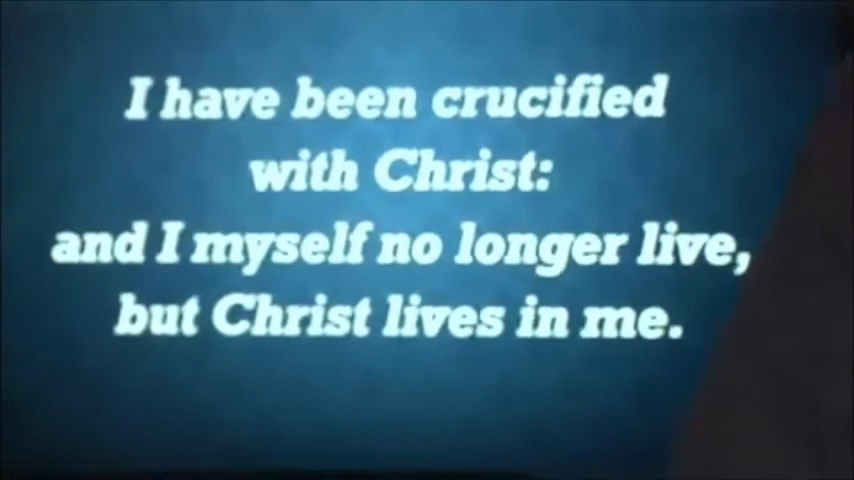 I have been crucified
with Christ:
and I myself no longer live,
but Christ lives in me.